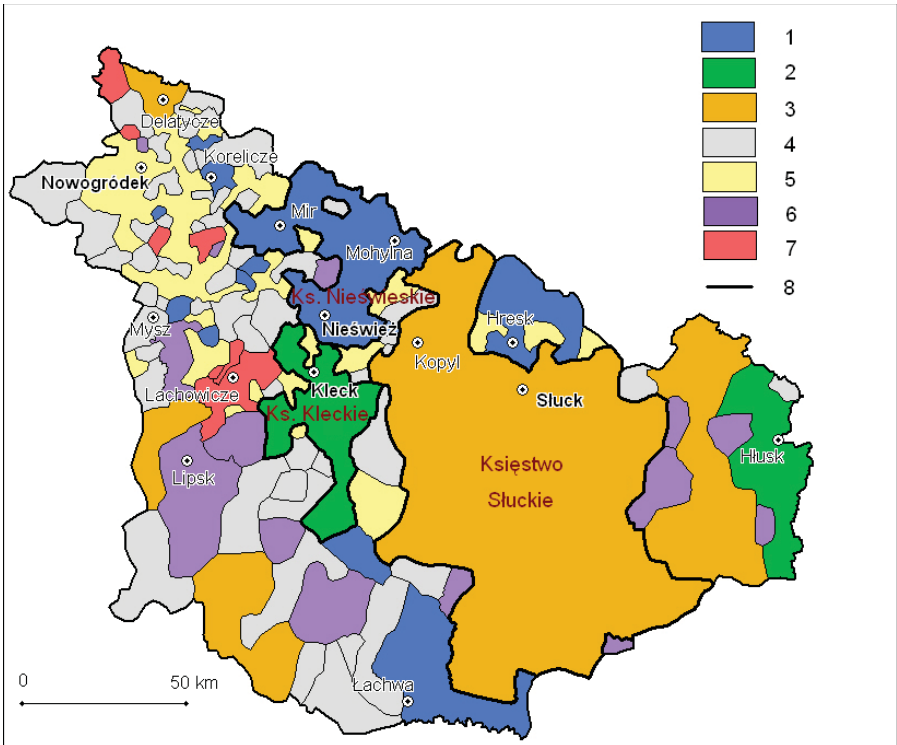 1
2
3
4
5
6
7
8
Delatycze
Korelicze
Nowogródek
Mir
Mohylna
Ks. Nieświeskie
Nieśwież
Mysz
Hresk
Kopyl
Lachowicze
Kleck
Ks. Kleckie
Słuck
Hłusk
Lipsk
Księstwo
Słuckie
Łachwa
0
50 km